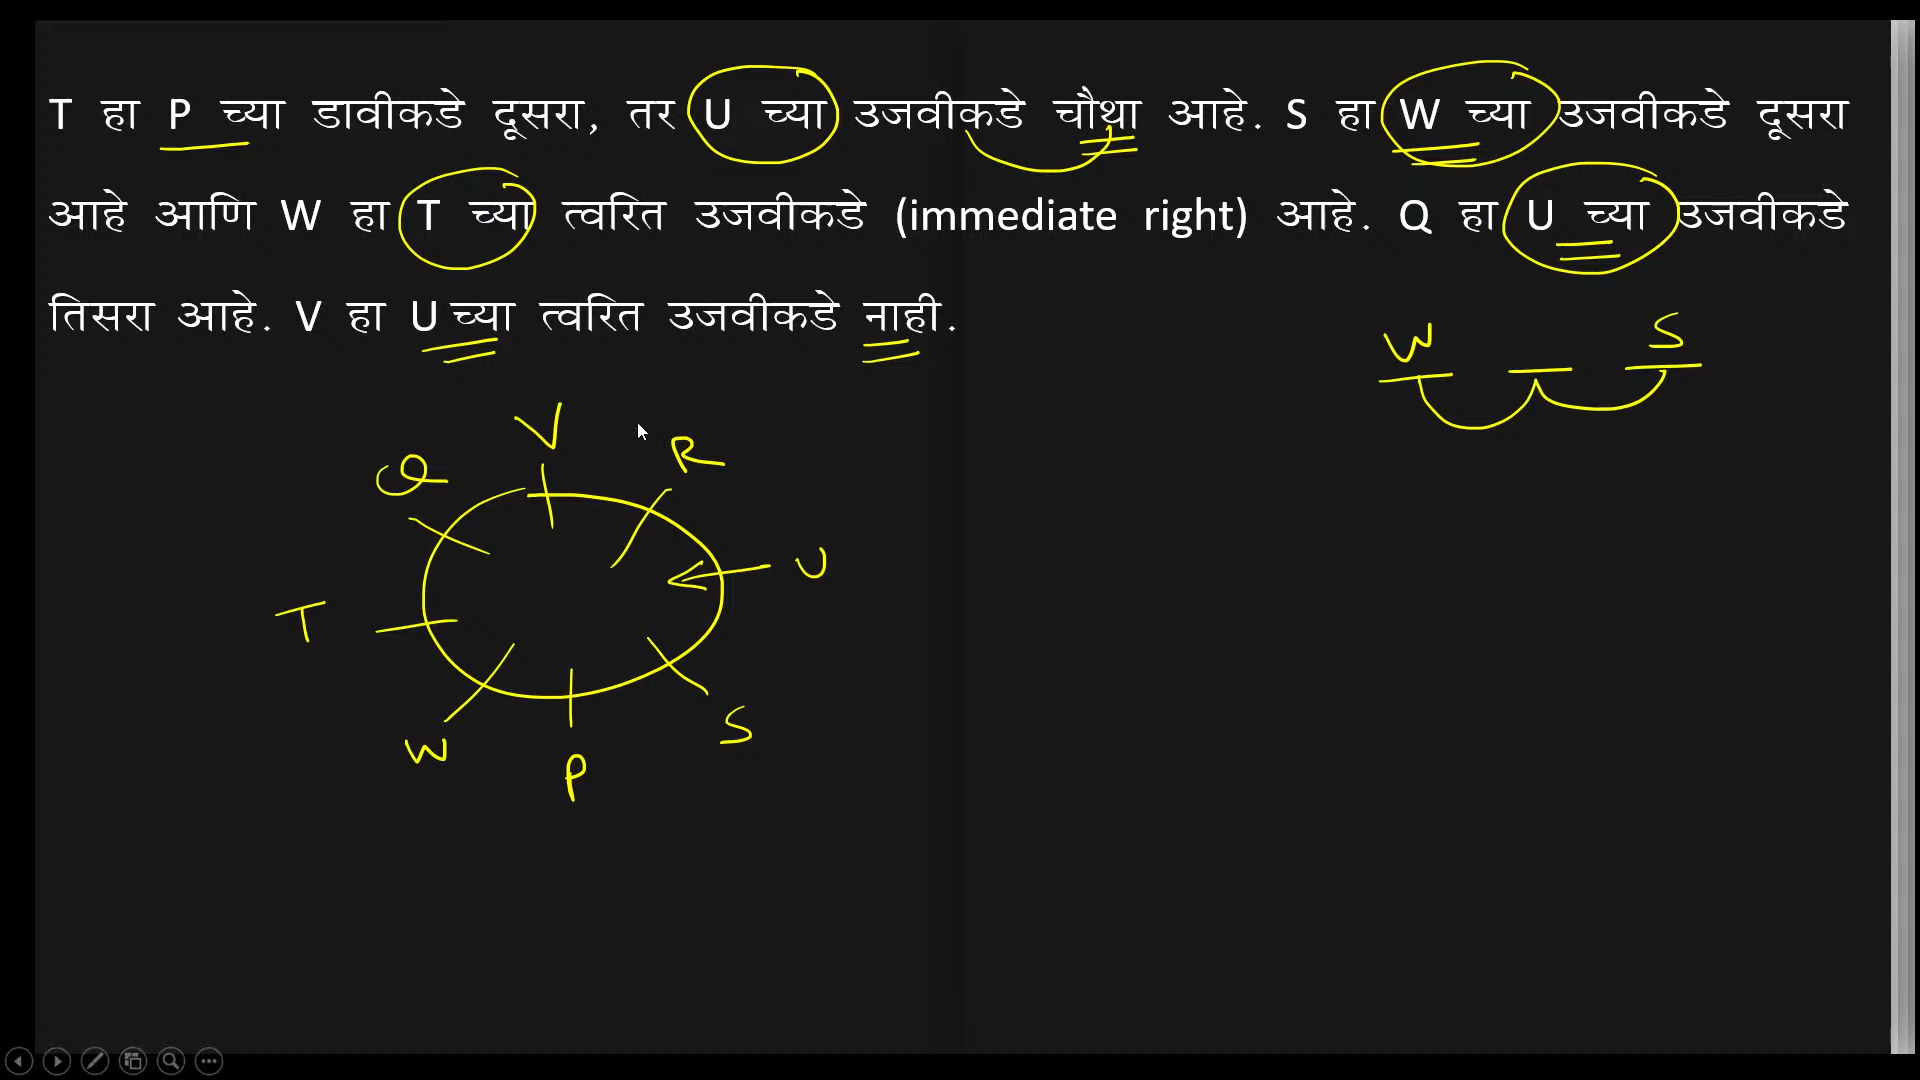 T हा P च्या डावीकडे दूसरा, तर U च्या उजवीकडे चौथा आहे. S हा W च्या उजवीकडे दूसरा
आहे आणि W हा T च्या त्वरित उजवीकडे (immediate right) आहे. Q हा U च्या उजवीकडे
तिसरा आहे. V हा U च्या त्वरित उजवीकडे नाही.
W S
V
Q R
U
T
W S
P